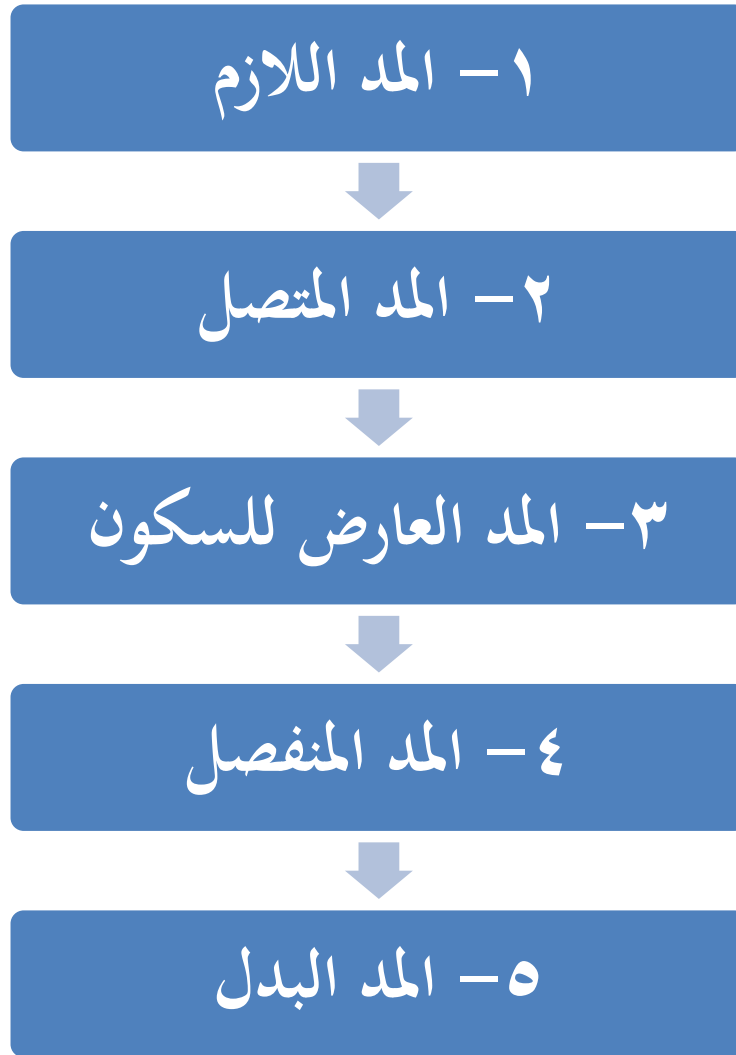 ١- المد اللازم
٢- المد المتصل
٣- المد العارض للسكون
٤- المد المنفصل
٥- المد البدل